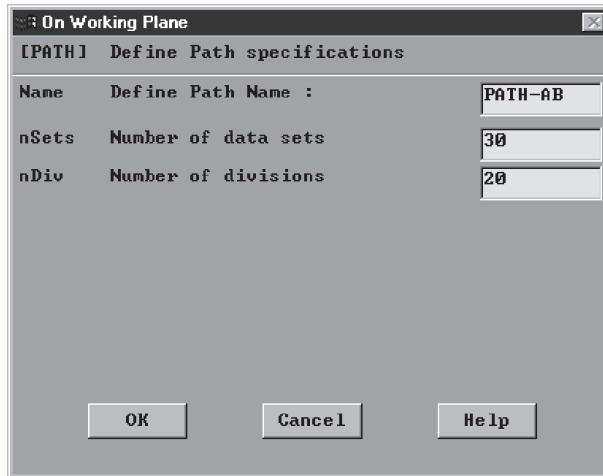 On Working Plane
[PATH] Define Path specifications
Name Define Path Name : PATH-AB
nSets Number of data sets 30
nDiv Number of divisions 20
OK Cancel Help